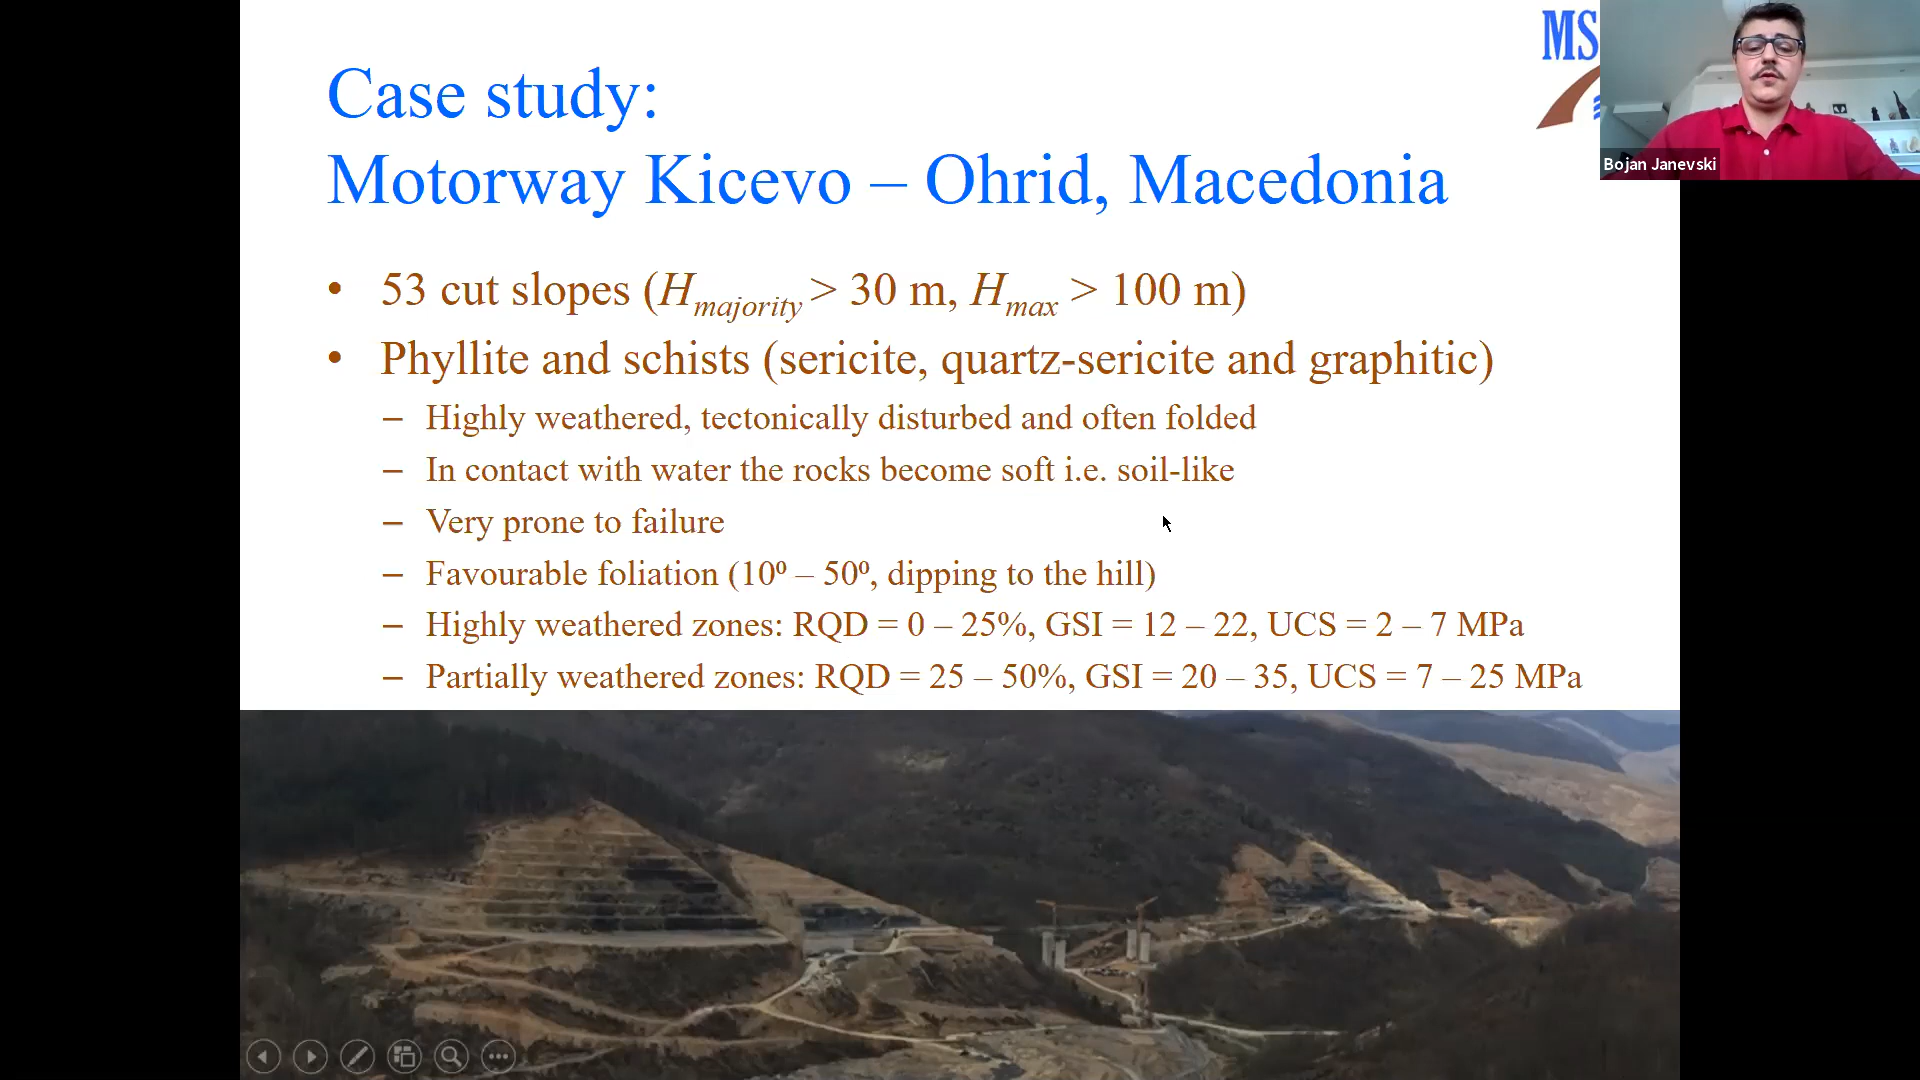 MS
Case study:
Motorway Kicevo – Ohrid, Macedonia
Bojan Janevski
• 53 cut slopes (Hmajority > 30 m, Hmax > 100 m)
• Phyllite and schists (sericite, quartz-sericite and graphitic)
– Highly weathered, tectonically disturbed and often folded
– In contact with water the rocks become soft i.e. soil-like
– Very prone to failure
– Favourable foliation (10º – 50º, dipping to the hill)
– Highly weathered zones: RQD = 0 – 25%, GSI = 12 – 22, UCS = 2 – 7 MPa
– Partially weathered zones: RQD = 25 – 50%, GSI = 20 – 35, UCS = 7 – 25 MPa